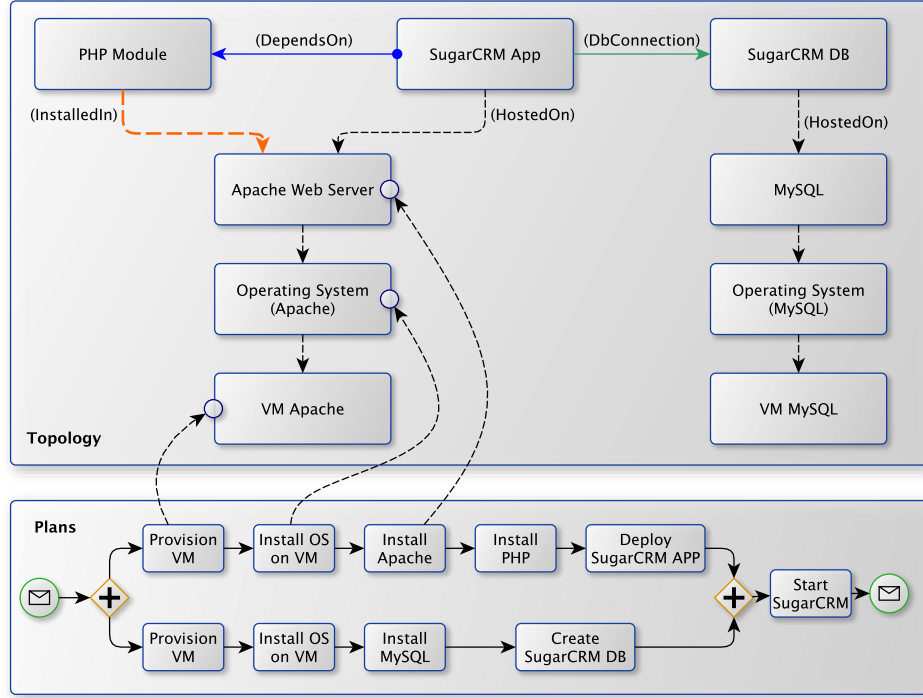 PHP Module
(DependsOn)
SugarCRM App
(DbConnection)
SugarCRM DB
(InstalledIn)
(HostedOn)
(HostedOn)
Apache Web Server
MySQL
Operating System
(Apache)
Operating System
(MySQL)
VM Apache
VM MySQL
Topology
Plans
Provision
VM
Install OS
on VM
Install
Apache
Install
PHP
Deploy
SugarCRM APP
Start
SugarCRM
Provision
VM
Install OS
on VM
Install
MySQL
Create
SugarCRM DB